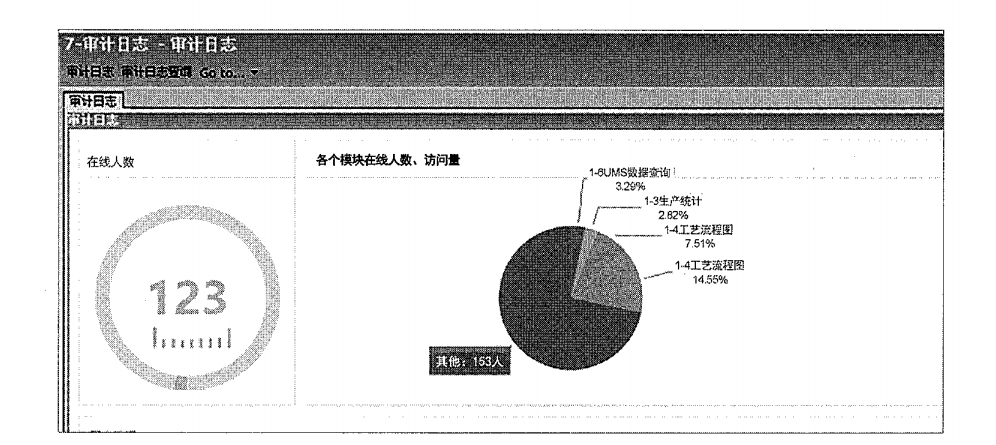 7-审计日志 - 审计日志
审计日志 审计日志查询 Go to...
审计日志
审计日志
在线人数
各个模块在线人数、访问量
1-6UMS数据查询
3.29%
1-3生产统计
2.62%
1-4工艺流程图
7.51%
1-4工艺流程图
14.55%
123
其他：153人